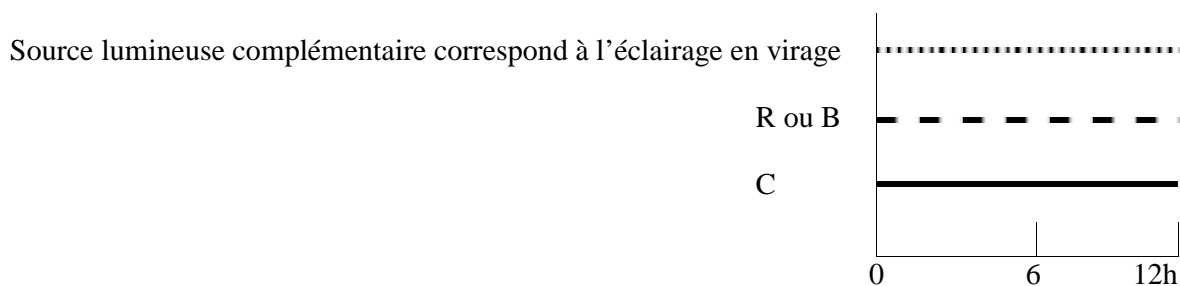 Source lumineuse complémentaire correspond à l’éclairage en virage
R ou B
C
0 6 12h